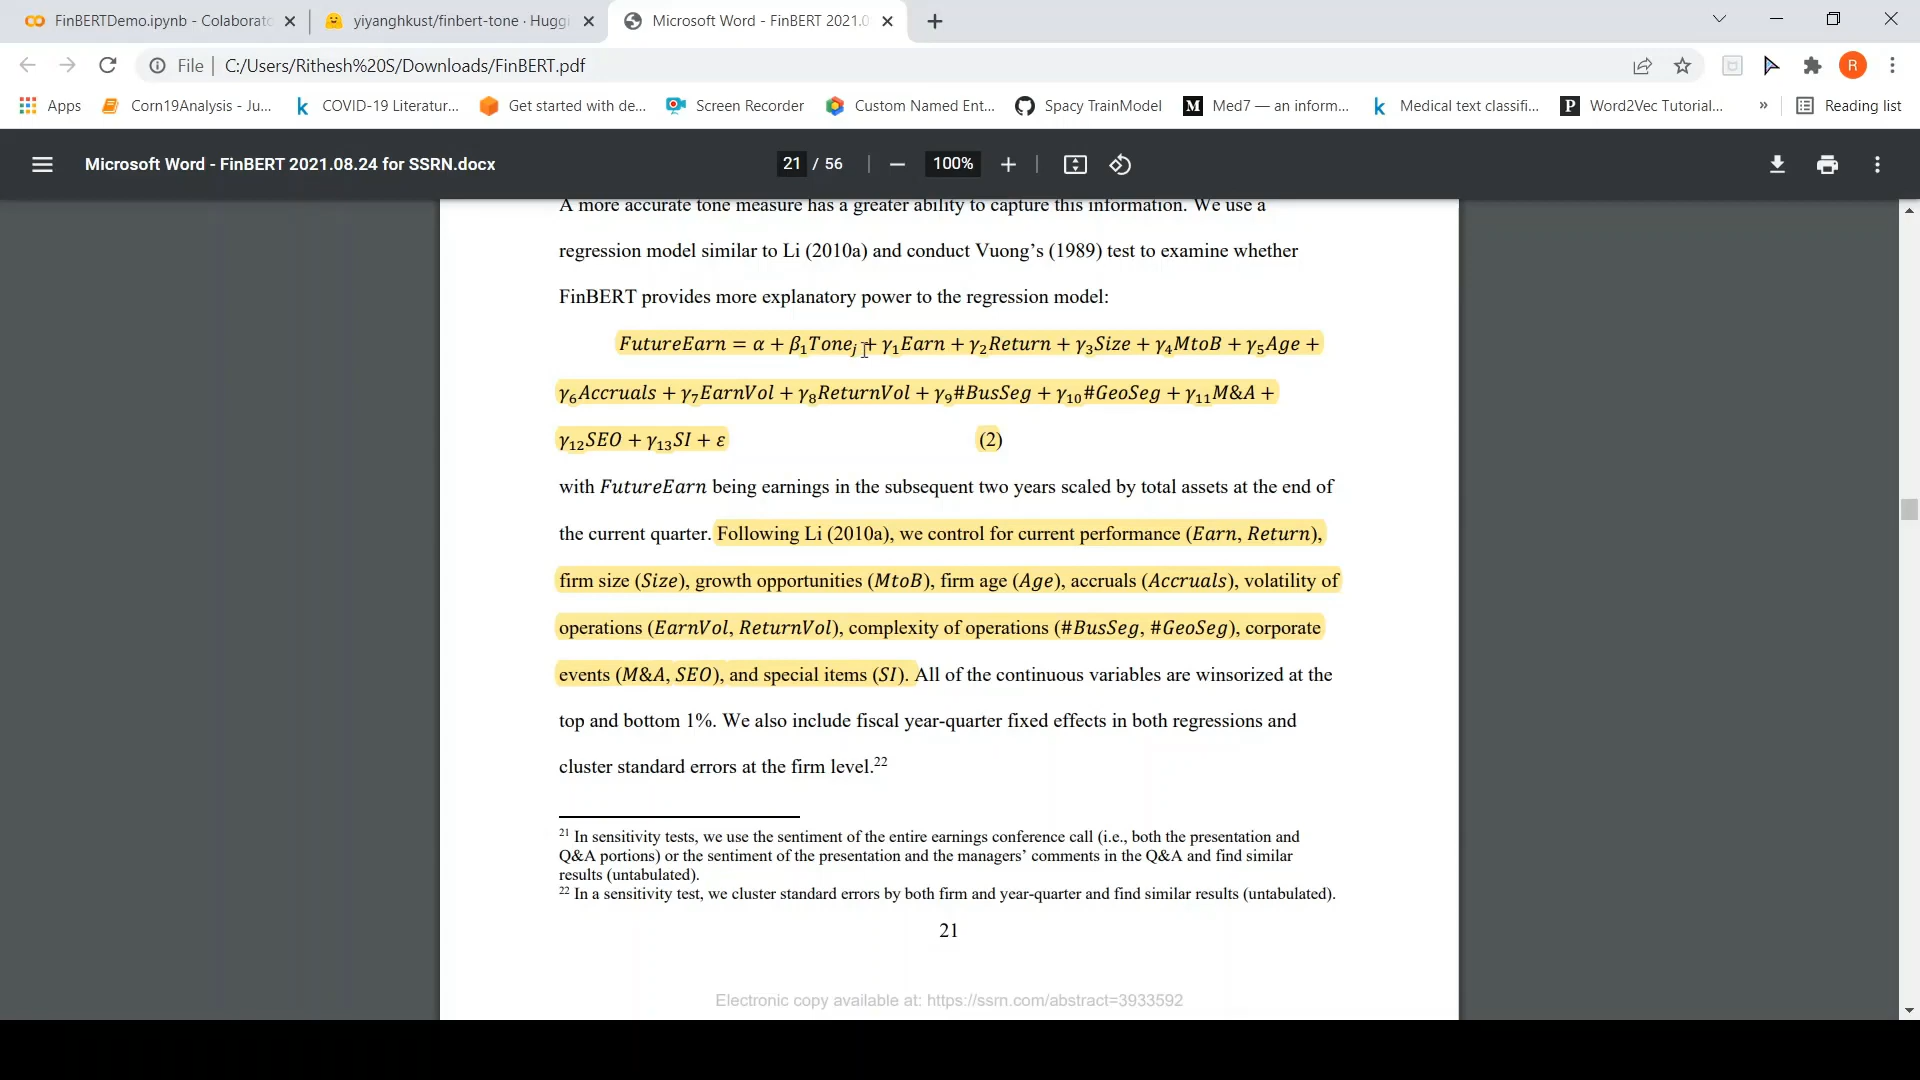 FinBERTDemo.ipynb - Colaborato
yiyanghkust/finbert-tone · Huggi
Microsoft Word - FinBERT 2021.0
File | C:/Users/Rithesh%20S/Downloads/FinBERT.pdf
R
Apps Corn19Analysis - Ju... COVID-19 Literatur... Get started with de... Screen Recorder Custom Named Ent... Spacy TrainModel Med7 — an inform... Medical text classifi... Word2Vec Tutorial... » Reading list
Microsoft Word - FinBERT 2021.08.24 for SSRN.docx 21 / 56 100%
A more accurate tone measure has a greater ability to capture this information. We use a
regression model similar to Li (2010a) and conduct Vuong's (1989) test to examine whether
FinBERT provides more explanatory power to the regression model:
FutureEarn = α + β₁Toneⱼ + γ₁Earn + γ₂Return + γ₃Size + γ₄MtoB + γ₅Age +
γ₆Accruals + γ₇EarnVol + γ₈ReturnVol + γ₉#BusSeg + γ₁₀#GeoSeg + γ₁₁M&A +
γ₁₂SEO + γ₁₃SI + ε (2)
with FutureEarn being earnings in the subsequent two years scaled by total assets at the end of
the current quarter. Following Li (2010a), we control for current performance (Earn, Return),
firm size (Size), growth opportunities (MtoB), firm age (Age), accruals (Accruals), volatility of
operations (EarnVol, ReturnVol), complexity of operations (#BusSeg, #GeoSeg), corporate
events (M&A, SEO), and special items (SI). All of the continuous variables are winsorized at the
top and bottom 1%. We also include fiscal year-quarter fixed effects in both regressions and
cluster standard errors at the firm level.²²
²¹ In sensitivity tests, we use the sentiment of the entire earnings conference call (i.e., both the presentation and
Q&A portions) or the sentiment of the presentation and the managers' comments in the Q&A and find similar
results (untabulated).
²² In a sensitivity test, we cluster standard errors by both firm and year-quarter and find similar results (untabulated).
21
Electronic copy available at: https://ssrn.com/abstract=3933592